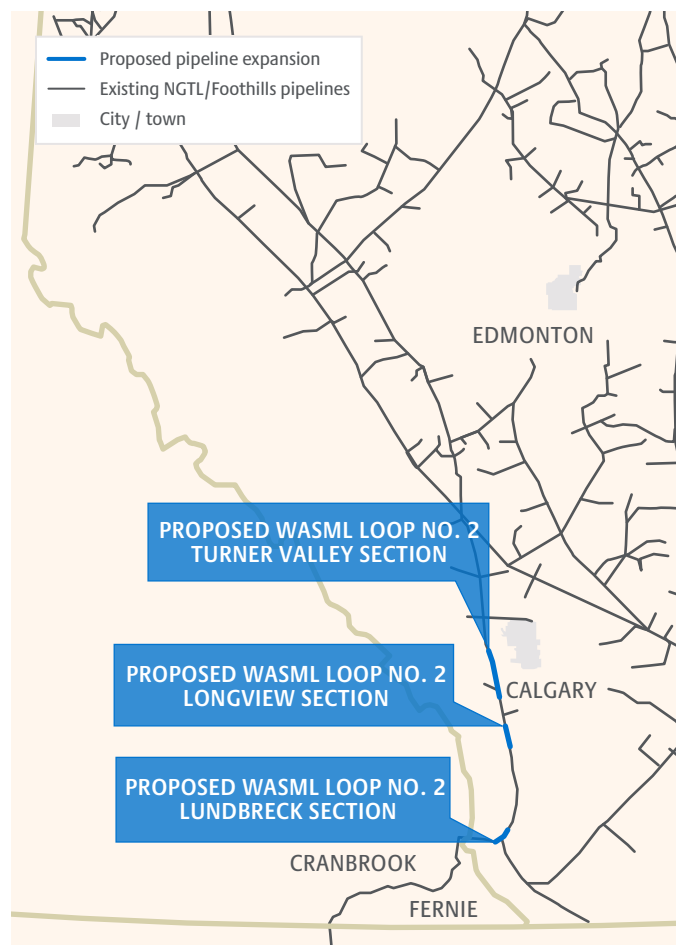 Proposed pipeline expansion
Existing NGTL/Foothills pipelines
City / town
EDMONTON
PROPOSED WASML LOOP NO. 2
TURNER VALLEY SECTION
PROPOSED WASML LOOP NO. 2
LONGVIEW SECTION
CALGARY
PROPOSED WASML LOOP NO. 2
LUNDBRECK SECTION
CRANBROOK
FERNIE